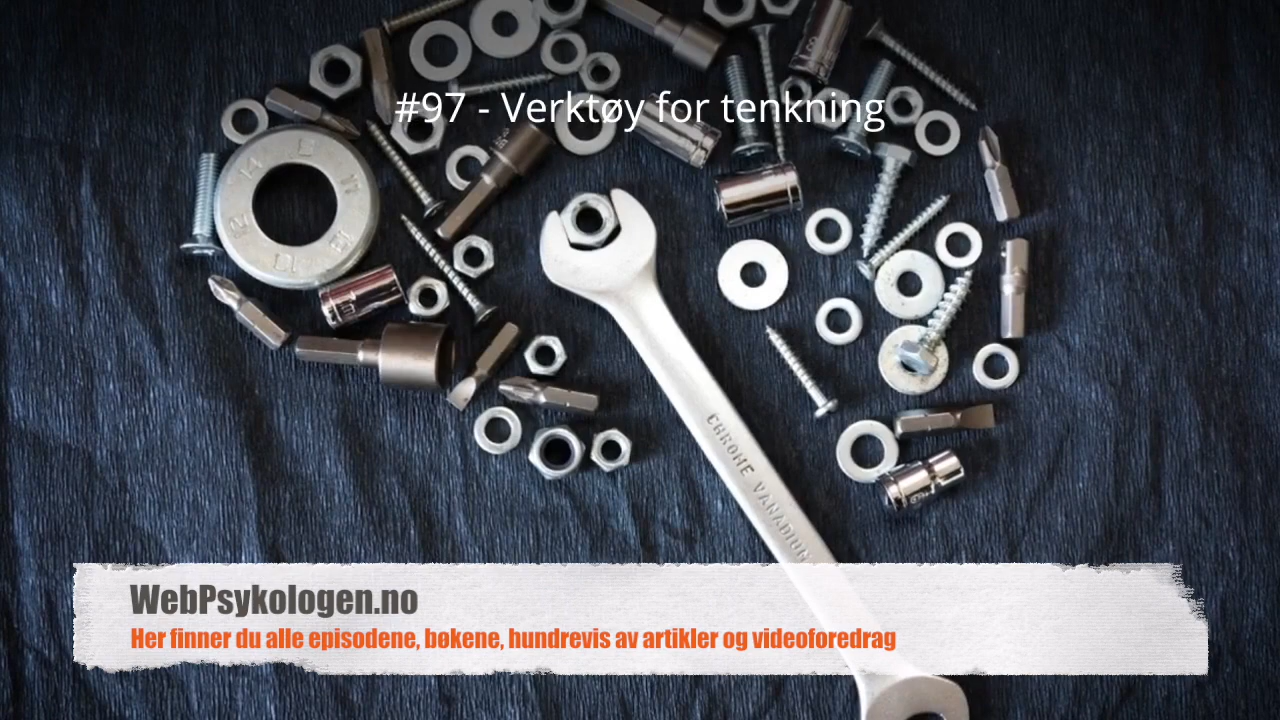 #97 - Verktøy for tenkning
CHROME VANADIUM
WebPsykologen.no
Her finner du alle episodene, bøkene, hundrevis av artikler og videoforedrag